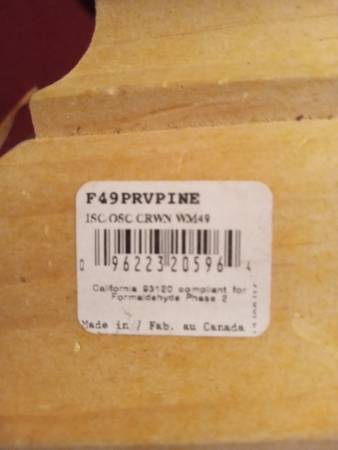 F49PRVPINE
ISC OSC CRWN WM49
0 96223 20596 4
California 93120 compliant for
Formaldehyde Phase 2
Made in / Fab. au Canada